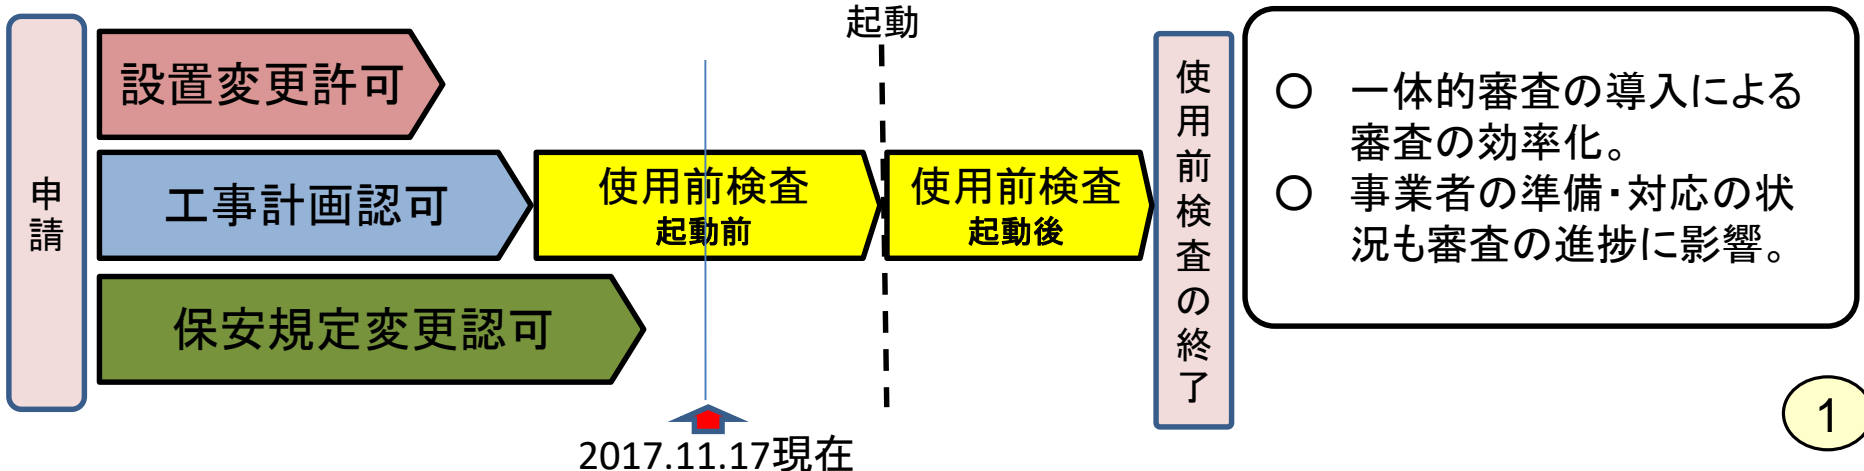 申請
設置変更許可
工事計画認可
保安規定変更認可
使用前検査
起動前
起動
使用前検査
起動後
使用前検査の終了
2017.11.17現在
○ 一体的審査の導入による
審査の効率化。
○ 事業者の準備・対応の状
況も審査の進捗に影響。
1